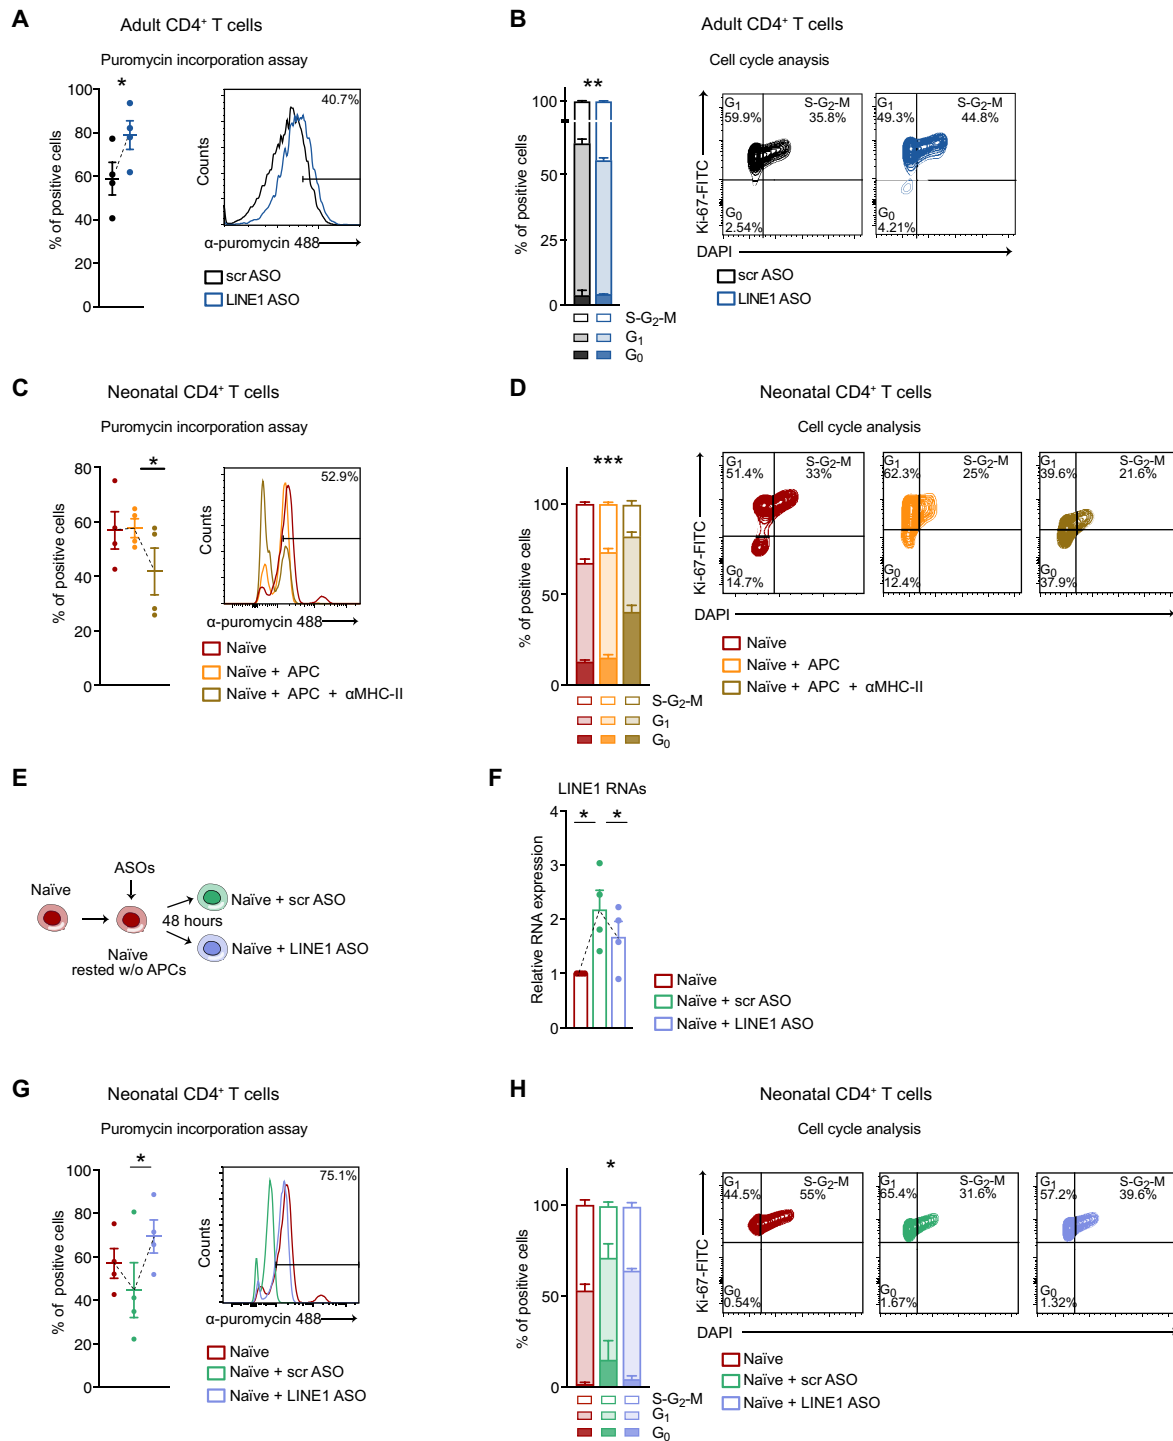 A
Adult CD4⁺ T cells
Puromycin incorporation assay
% of positive cells
100
80
60
40
20
0
*
40.7%
Counts
α-puromycin 488
scr ASO
LINE1 ASO
B
Adult CD4⁺ T cells
Cell cycle anaysis
% of positive cells
100
50
25
0
**
S-G₂-M
G₁
G₀
Ki-67-FITC
G₁
59.9%
S-G₂-M
35.8%
G₀
2.54%
G₁
49.3%
S-G₂-M
44.8%
G₀
4.21%
DAPI
scr ASO
LINE1 ASO
C
Neonatal CD4⁺ T cells
Puromycin incorporation assay
% of positive cells
80
60
40
20
0
*
52.9%
Counts
α-puromycin 488
Naïve
Naïve + APC
Naïve + APC + αMHC-II
D
Neonatal CD4⁺ T cells
Cell cycle analysis
% of positive cells
100
50
0
***
S-G₂-M
G₁
G₀
Ki-67-FITC
G₁
51.4%
S-G₂-M
33%
G₀
14.7%
G₁
62.3%
S-G₂-M
25%
G₀
12.4%
G₁
39.6%
S-G₂-M
21.6%
G₀
37.9%
DAPI
Naïve
Naïve + APC
Naïve + APC + αMHC-II
E
Naïve
ASOs
Naïve
rested w/o APCs
48 hours
Naïve + scr ASO
Naïve + LINE1 ASO
F
LINE1 RNAs
Relative RNA expression
4
3
2
1
0
*
*
Naïve
Naïve + scr ASO
Naïve + LINE1 ASO
G
Neonatal CD4⁺ T cells
Puromycin incorporation assay
% of positive cells
100
80
60
40
20
0
*
75.1%
Counts
α-puromycin 488
Naïve
Naïve + scr ASO
Naïve + LINE1 ASO
H
Neonatal CD4⁺ T cells
Cell cycle analysis
% of positive cells
100
50
0
*
S-G₂-M
G₁
G₀
Ki-67-FITC
G₁
44.5%
S-G₂-M
55%
G₀
0.54%
G₁
65.4%
S-G₂-M
31.6%
G₀
1.67%
G₁
57.2%
S-G₂-M
39.6%
G₀
1.32%
DAPI
Naïve
Naïve + scr ASO
Naïve + LINE1 ASO